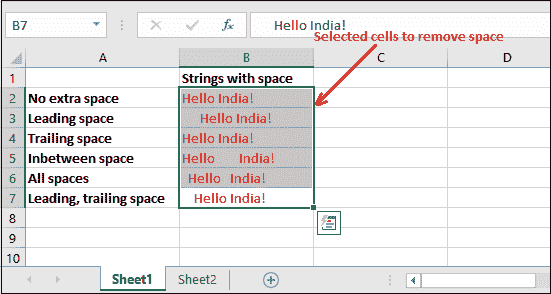 B7 fx Hello India!
Selected cells to remove space
A B C D
1 Strings with space
2 No extra space Hello India!
3 Leading space Hello India!
4 Trailing space Hello India!
5 Inbetween space Hello India!
6 All spaces Hello India!
7 Leading, trailing space Hello India!
8
9
10
Sheet1 Sheet2